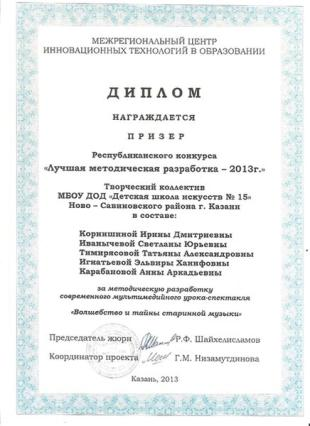 МЕЖРЕГИОНАЛЬНЫЙ ЦЕНТР
ИННОВАЦИОННЫХ ТЕХНОЛОГИЙ В ОБРАЗОВАНИИ
ДИПЛОМ
НАГРАЖДАЕТСЯ
ПРИЗЕР
Республиканского конкурса
«Лучшая методическая разработка – 2013г.»
Творческий коллектив
МБОУ ДОД «Детская школа искусств № 15»
Ново – Савиновского района г. Казани
в составе:
Корнишиной Ирины Дмитриевны
Иванычевой Светланы Юрьевны
Тимирясовой Татьяны Александровны
Игнатьевой Эльвиры Ханифовны
Карабановой Анны Аркадьевны
за методическую разработку
современного мультимедийного урока-спектакля
«Волшебство и тайны старинной музыки»
Председатель жюри Р.Ф. Шайхелисламов
Координатор проекта Г.М. Низамутдинова
Казань, 2013